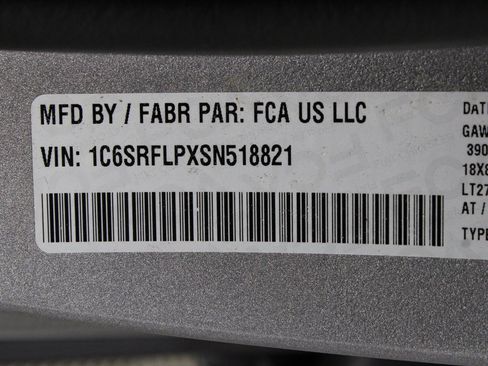 MFD BY / FABR PAR: FCA US LLC
VIN: 1C6SRFLPXSN518821
DAT
GAW
390
18X8
LT27
AT /
TYPE